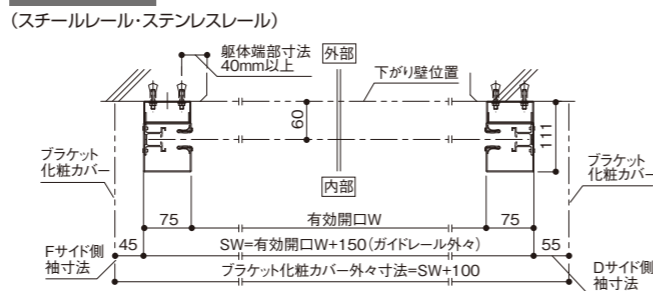 （スチールレール・ステンレスレール）
躯体端部寸法
40mm以上
外部
下がり壁位置
60
111
ブラケット
化粧カバー
ブラケット
化粧カバー
内部
75
有効開口W
75
45
SW=有効開口W+150（ガイドレール外々）
55
Fサイド側
袖寸法
ブラケット化粧カバー外々寸法=SW+100
Dサイド側
袖寸法